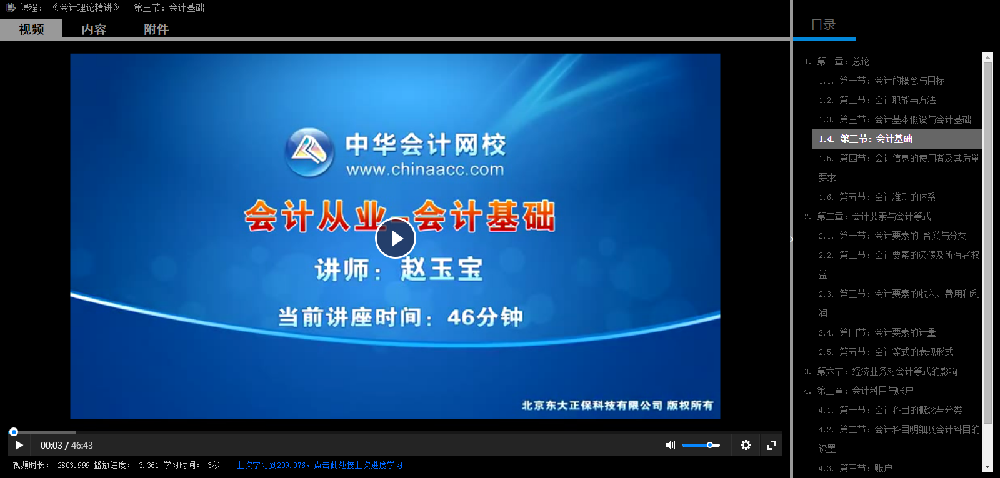 课程： 《会计理论精讲》 - 第三节：会计基础
视频 内容 附件
中华会计网校
www.chinaacc.com
会计从业-会计基础
讲师： 赵玉宝
当前讲座时间：46分钟
北京东大正保科技有限公司 版权所有
00:03 / 46:43
视频时长： 2803.999 播放进度： 3.361 学习时间： 3秒 上次学习到209.076，点击此处接上次进度学习
目录
1. 第一章：总论
1.1. 第一节：会计的概念与目标
1.2. 第二节：会计职能与方法
1.3. 第三节：会计基本假设与会计基础
1.4. 第三节：会计基础
1.5. 第四节：会计信息的使用者及其质量
要求
1.6. 第五节：会计准则的体系
2. 第二章：会计要素与会计等式
2.1. 第一节：会计要素的 含义与分类
2.2. 第二节：会计要素的负债及所有者权
益
2.3. 第三节：会计要素的收入、费用和利
润
2.4. 第四节：会计要素的计量
2.5. 第五节：会计等式的表现形式
3. 第六节：经济业务对会计等式的影响
4. 第三章：会计科目与账户
4.1. 第一节：会计科目的概念与分类
4.2. 第二节：会计科目明细及会计科目的
设置
4.3. 第三节：账户